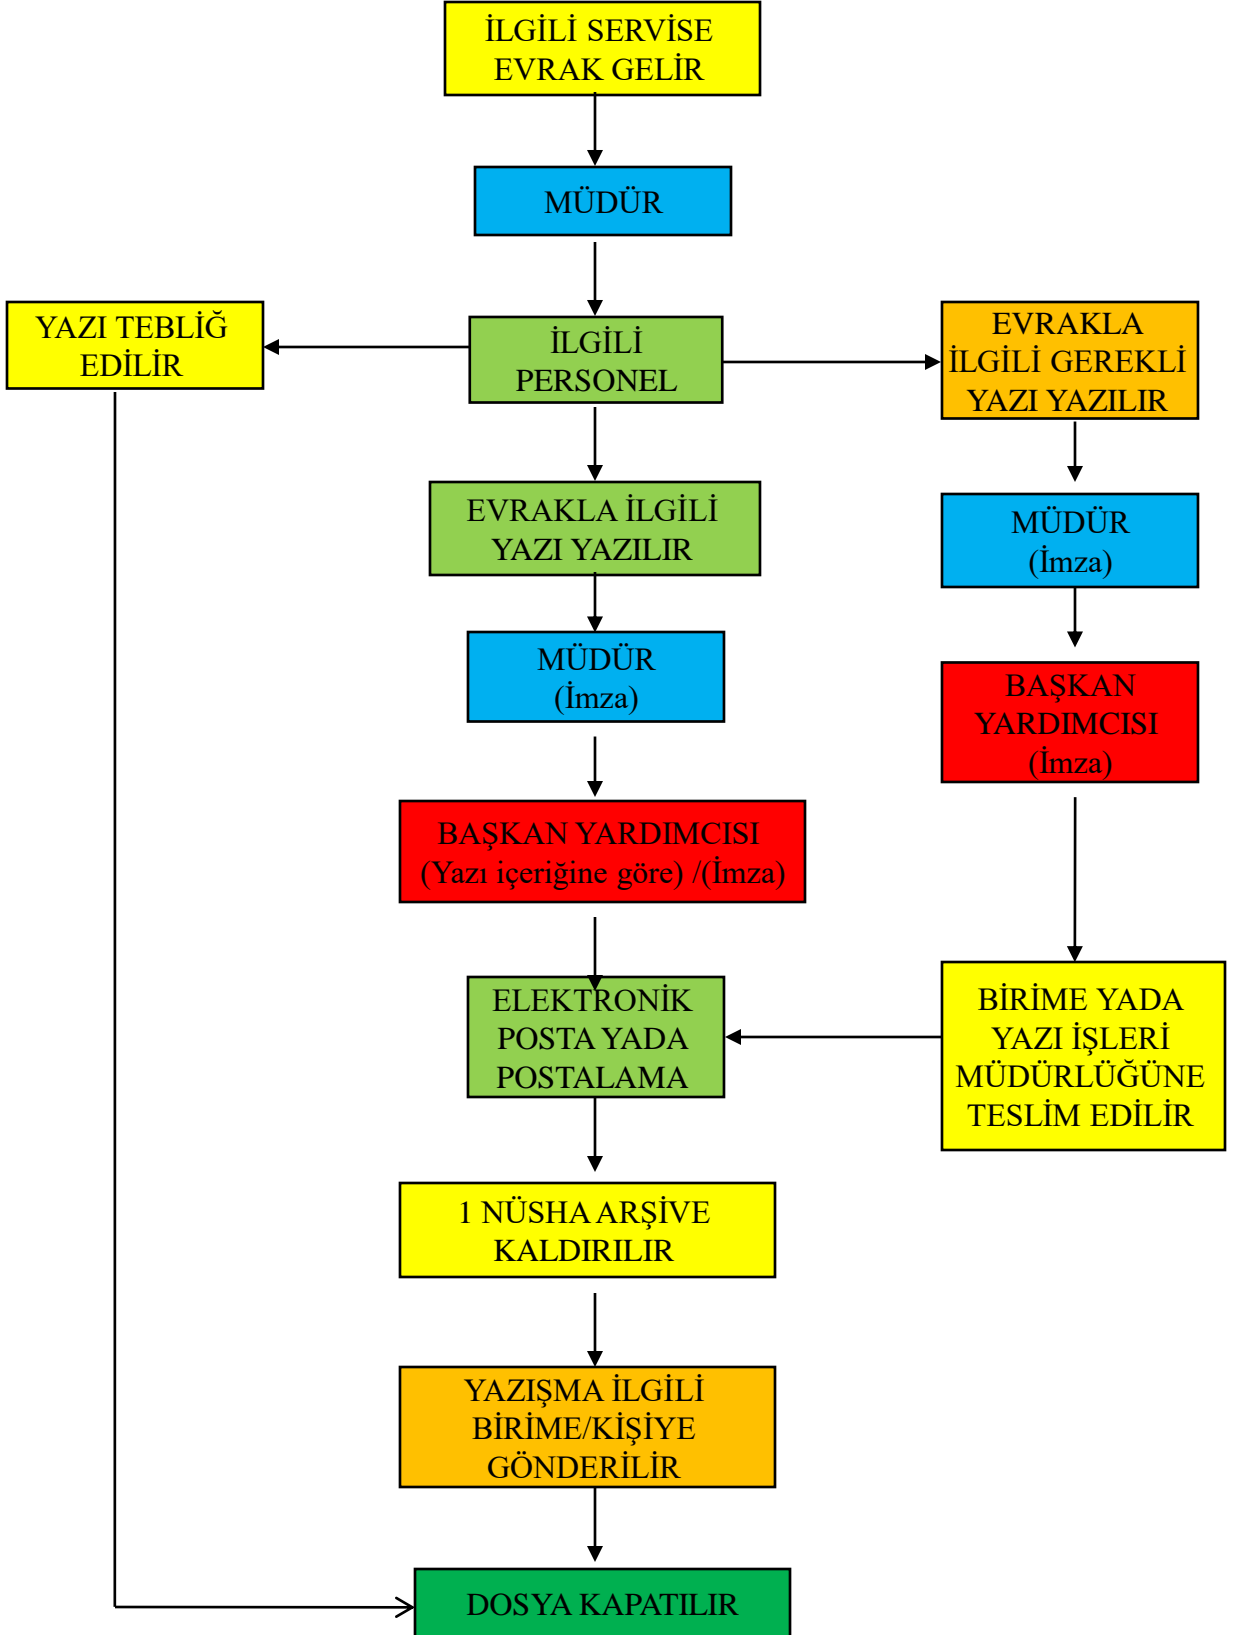 İLGİLİ SERVİSE
EVRAK GELİR
MÜDÜR
YAZI TEBLİĞ
EDİLİR
İLGİLİ
PERSONEL
EVRAKLA
İLGİLİ GEREKLİ
YAZI YAZILIR
EVRAKLA İLGİLİ
YAZI YAZILIR
MÜDÜR
(İmza)
MÜDÜR
(İmza)
BAŞKAN
YARDIMCISI
(İmza)
BAŞKAN YARDIMCISI
(Yazı içeriğine göre) /(İmza)
ELEKTRONİK
POSTA YADA
POSTALAMA
BİRİME YADA
YAZI İŞLERİ
MÜDÜRLÜĞÜNE
TESLİM EDİLİR
1 NÜSHA ARŞİVE
KALDIRILIR
YAZIŞMA İLGİLİ
BİRİME/KİŞİYE
GÖNDERİLİR
DOSYA KAPATILIR